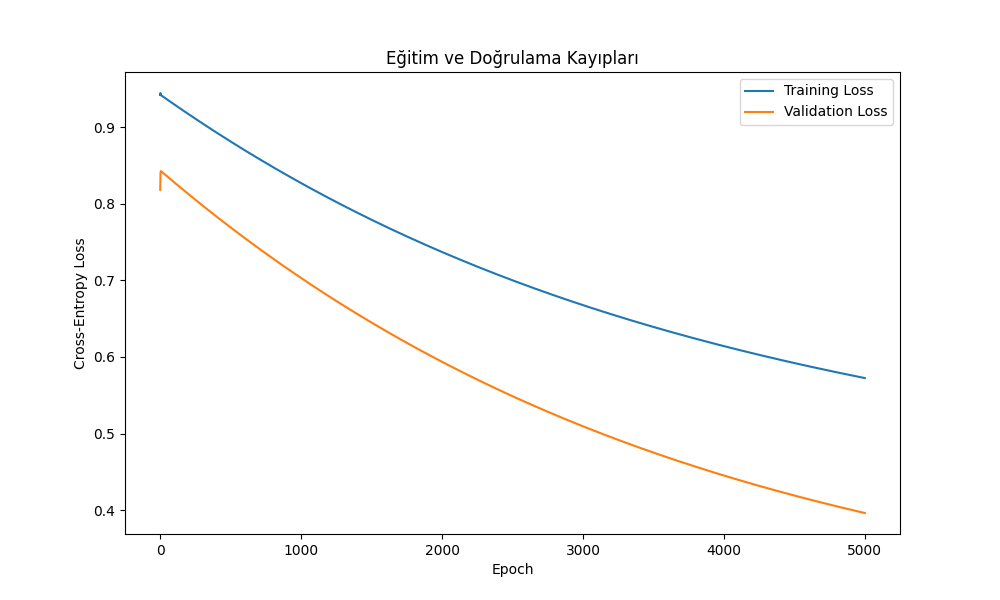 Eğitim ve Doğrulama Kayıpları
Training Loss
Validation Loss
Cross-Entropy Loss
0.9
0.8
0.7
0.6
0.5
0.4
0 1000 2000 3000 4000 5000
Epoch